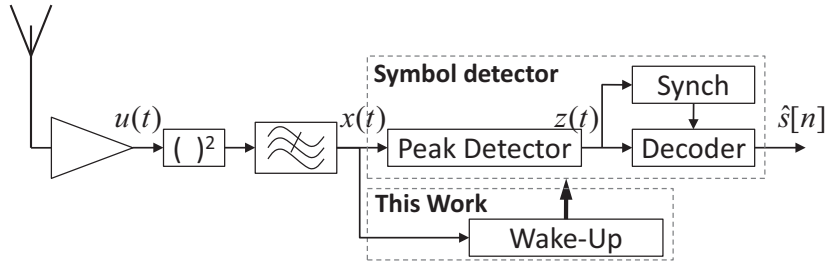 Symbol detector
Synch
u(t)
x(t)
z(t)
ŝ[n]
( )²
Peak Detector
Decoder
This Work
Wake-Up